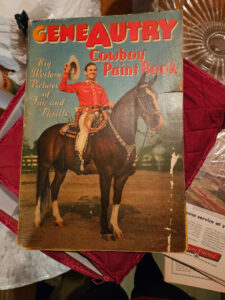 GENE AUTRY
Cowboy
Paint Book
Big
Western
Pictures
of
Fun and
Thrills